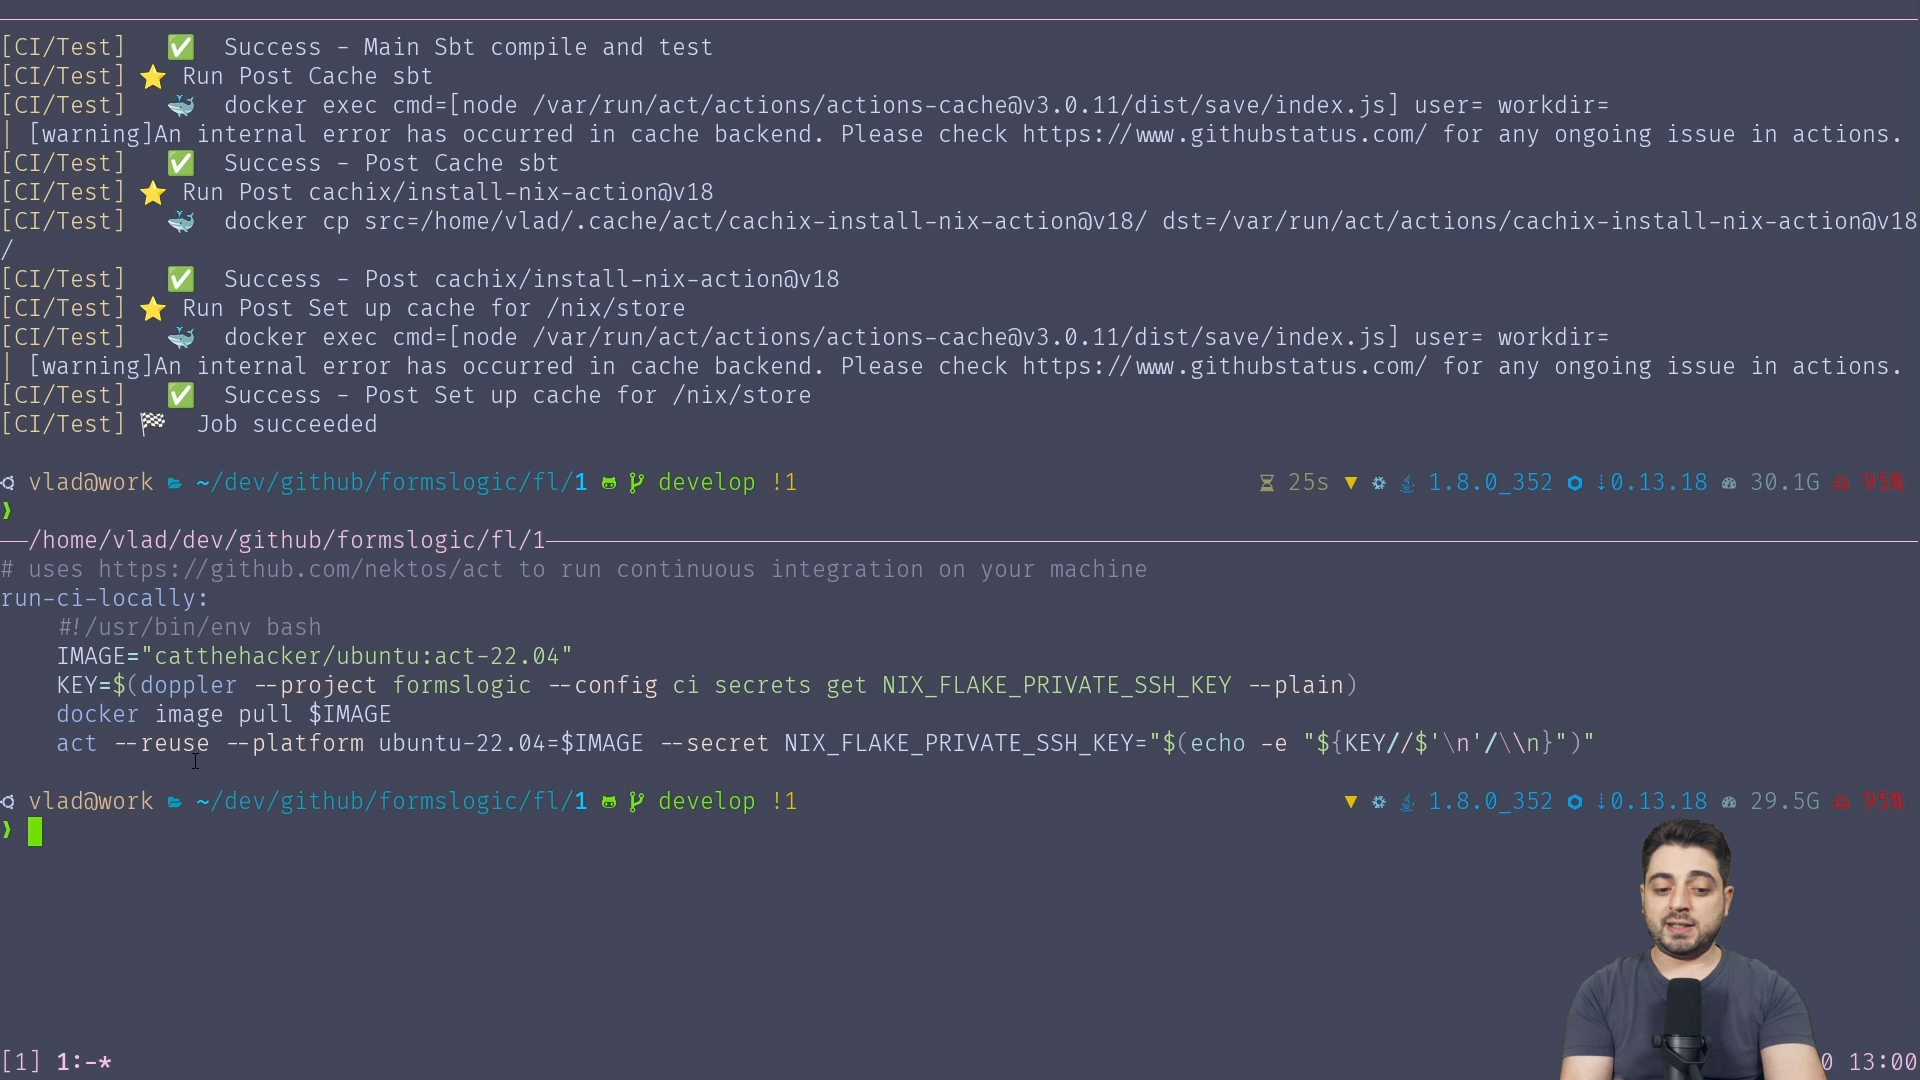 [CI/Test] ✅ Success - Main Sbt compile and test
[CI/Test] ⭐ Run Post Cache sbt
[CI/Test] 🐳 docker exec cmd=[node /var/run/act/actions/actions-cache@v3.0.11/dist/save/index.js] user= workdir=
| [warning]An internal error has occurred in cache backend. Please check https://www.githubstatus.com/ for any ongoing issue in actions.
[CI/Test] ✅ Success - Post Cache sbt
[CI/Test] ⭐ Run Post cachix/install-nix-action@v18
[CI/Test] 🐳 docker cp src=/home/vlad/.cache/act/cachix-install-nix-action@v18/ dst=/var/run/act/actions/cachix-install-nix-action@v18
/
[CI/Test] ✅ Success - Post cachix/install-nix-action@v18
[CI/Test] ⭐ Run Post Set up cache for /nix/store
[CI/Test] 🐳 docker exec cmd=[node /var/run/act/actions/actions-cache@v3.0.11/dist/save/index.js] user= workdir=
| [warning]An internal error has occurred in cache backend. Please check https://www.githubstatus.com/ for any ongoing issue in actions.
[CI/Test] ✅ Success - Post Set up cache for /nix/store
[CI/Test] 🏁 Job succeeded
vlad@work ~/dev/github/formslogic/fl/1 develop !1 25s ▼ 1.8.0_352 0.13.18 30.1G 95%
❯
/home/vlad/dev/github/formslogic/fl/1
# uses https://github.com/nektos/act to run continuous integration on your machine
run-ci-locally:
#!/usr/bin/env bash
IMAGE="catthehacker/ubuntu:act-22.04"
KEY=$(doppler --project formslogic --config ci secrets get NIX_FLAKE_PRIVATE_SSH_KEY --plain)
docker image pull $IMAGE
act --reuse --platform ubuntu-22.04=$IMAGE --secret NIX_FLAKE_PRIVATE_SSH_KEY="$(echo -e "${KEY//$'\n'/\\n}")"
vlad@work ~/dev/github/formslogic/fl/1 develop !1 ▼ 1.8.0_352 0.13.18 29.5G 95%
❯
[1] 1:-* 0 13:00